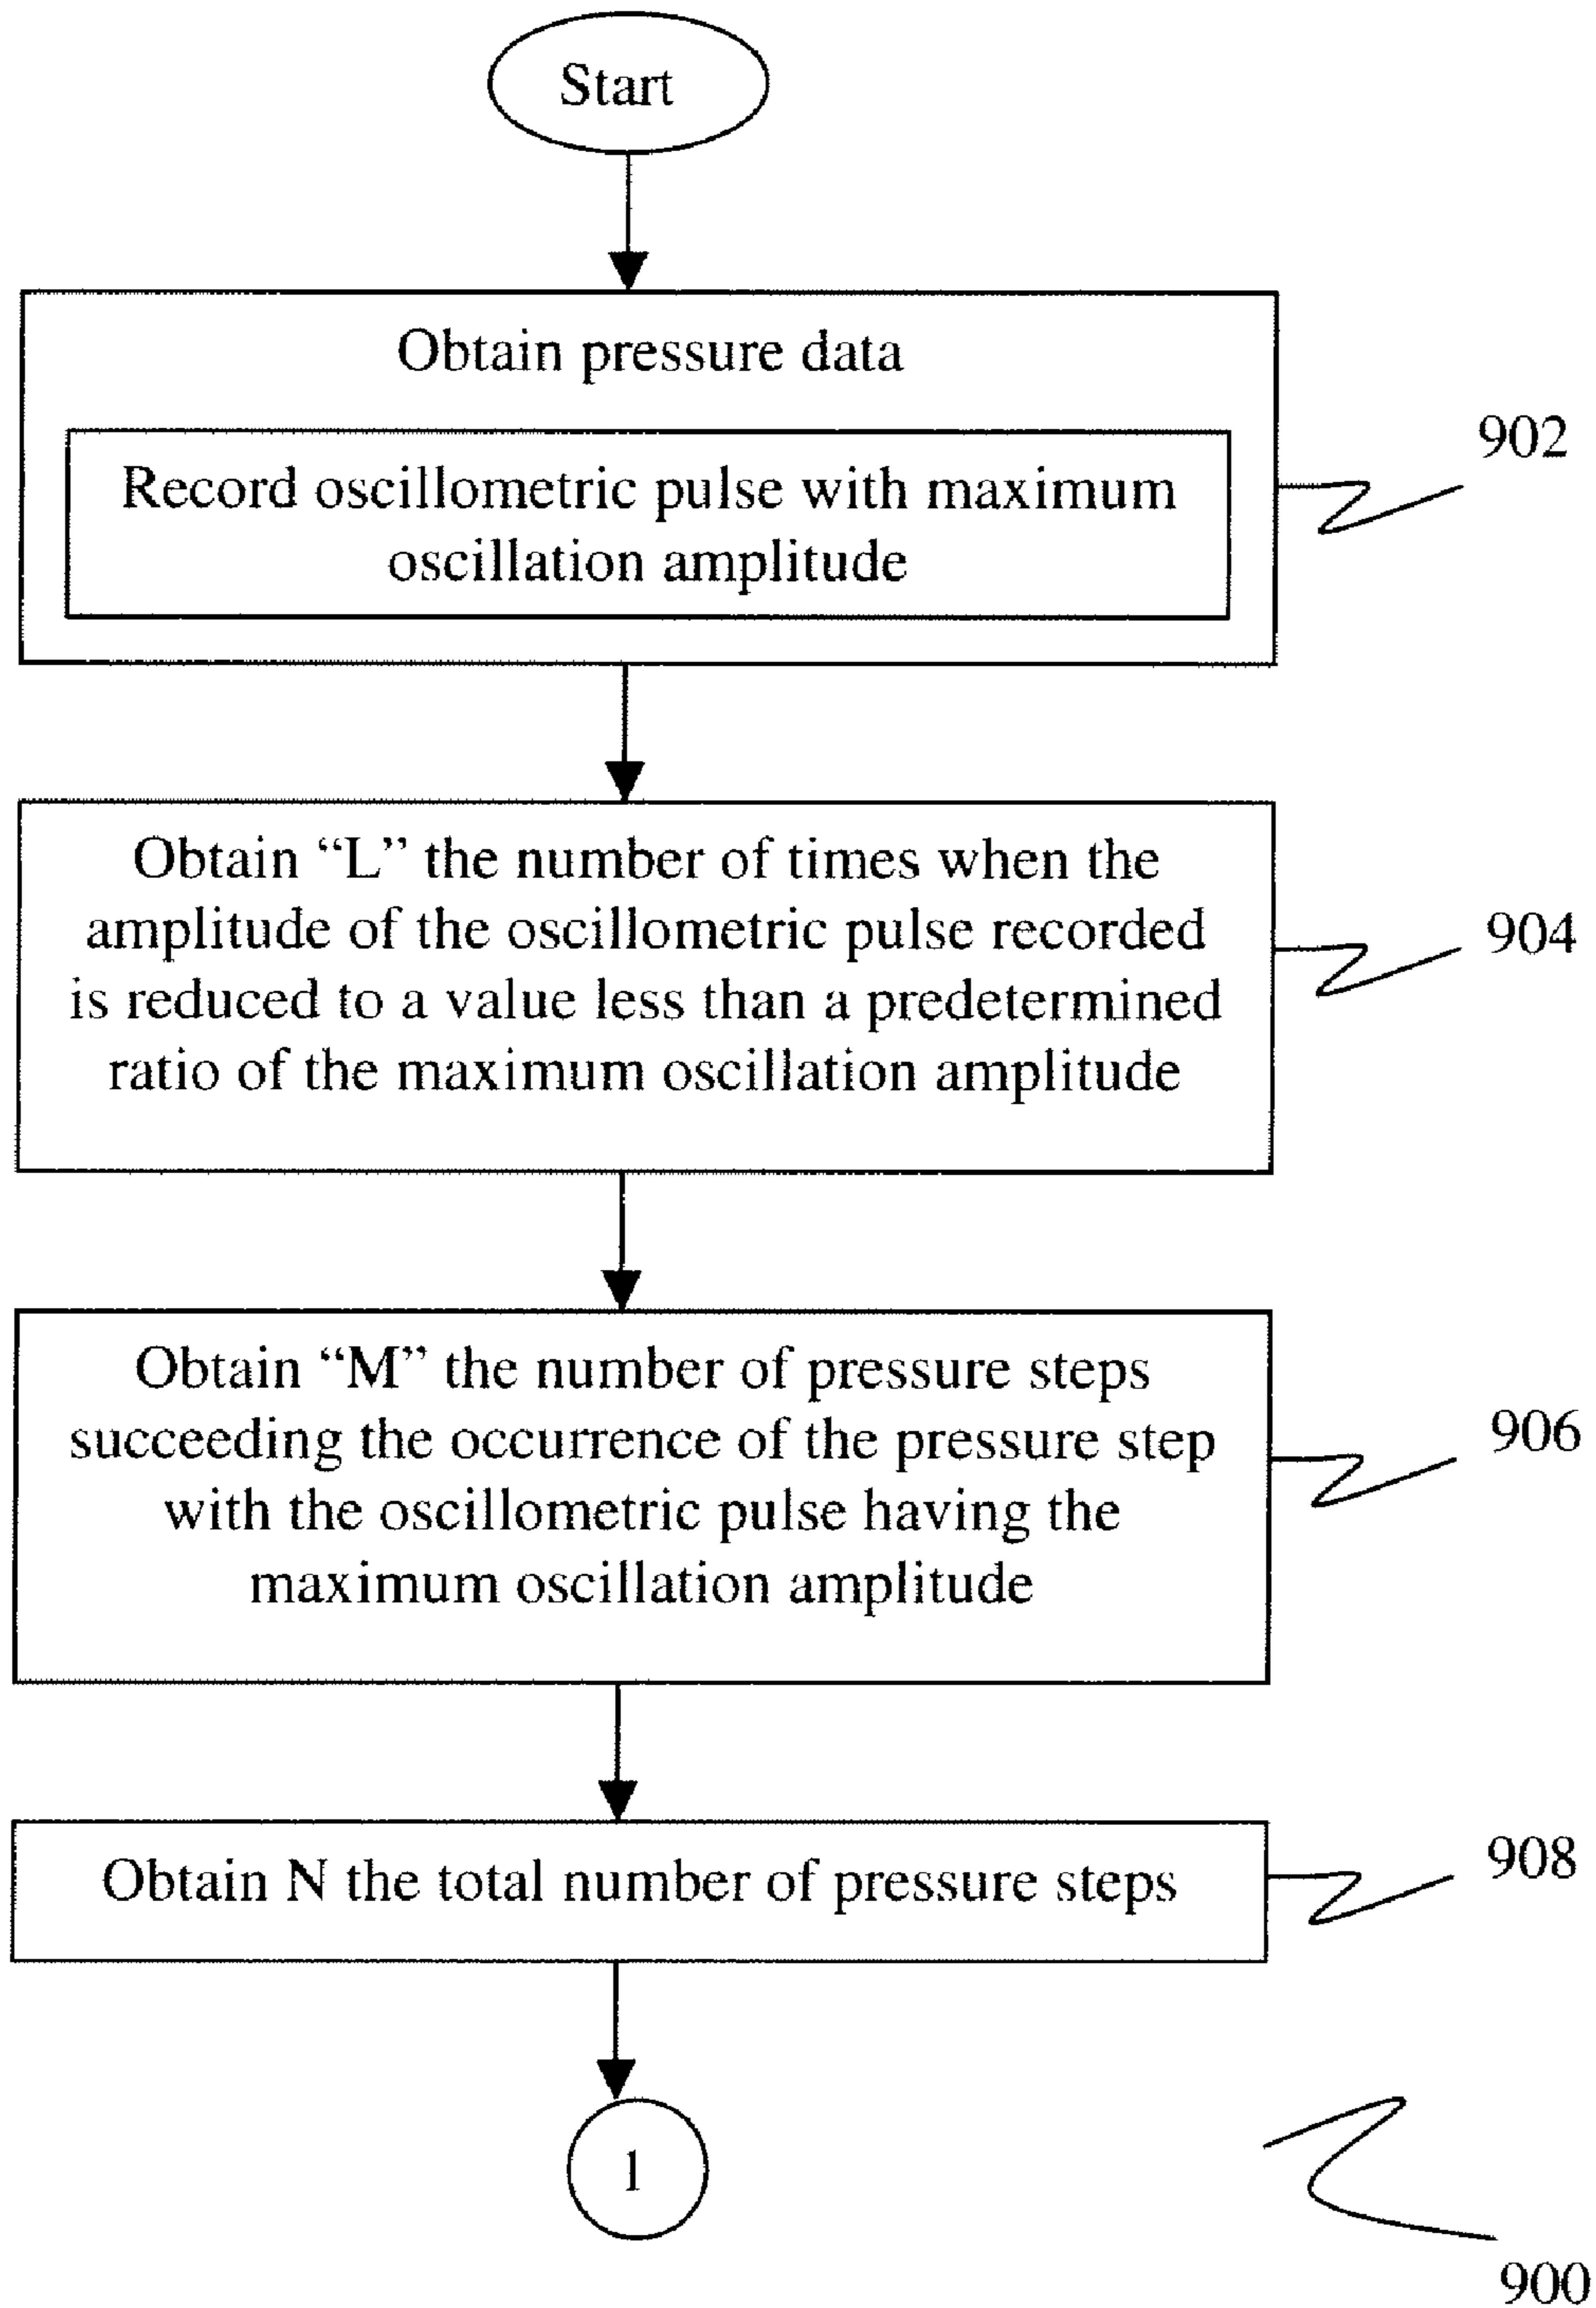 Start
Obtain pressure data
Record oscillometric pulse with maximum
oscillation amplitude
902
Obtain “L” the number of times when the
amplitude of the oscillometric pulse recorded
is reduced to a value less than a predetermined
ratio of the maximum oscillation amplitude
904
Obtain “M” the number of pressure steps
succeeding the occurrence of the pressure step
with the oscillometric pulse having the
maximum oscillation amplitude
906
Obtain N the total number of pressure steps
908
1
900